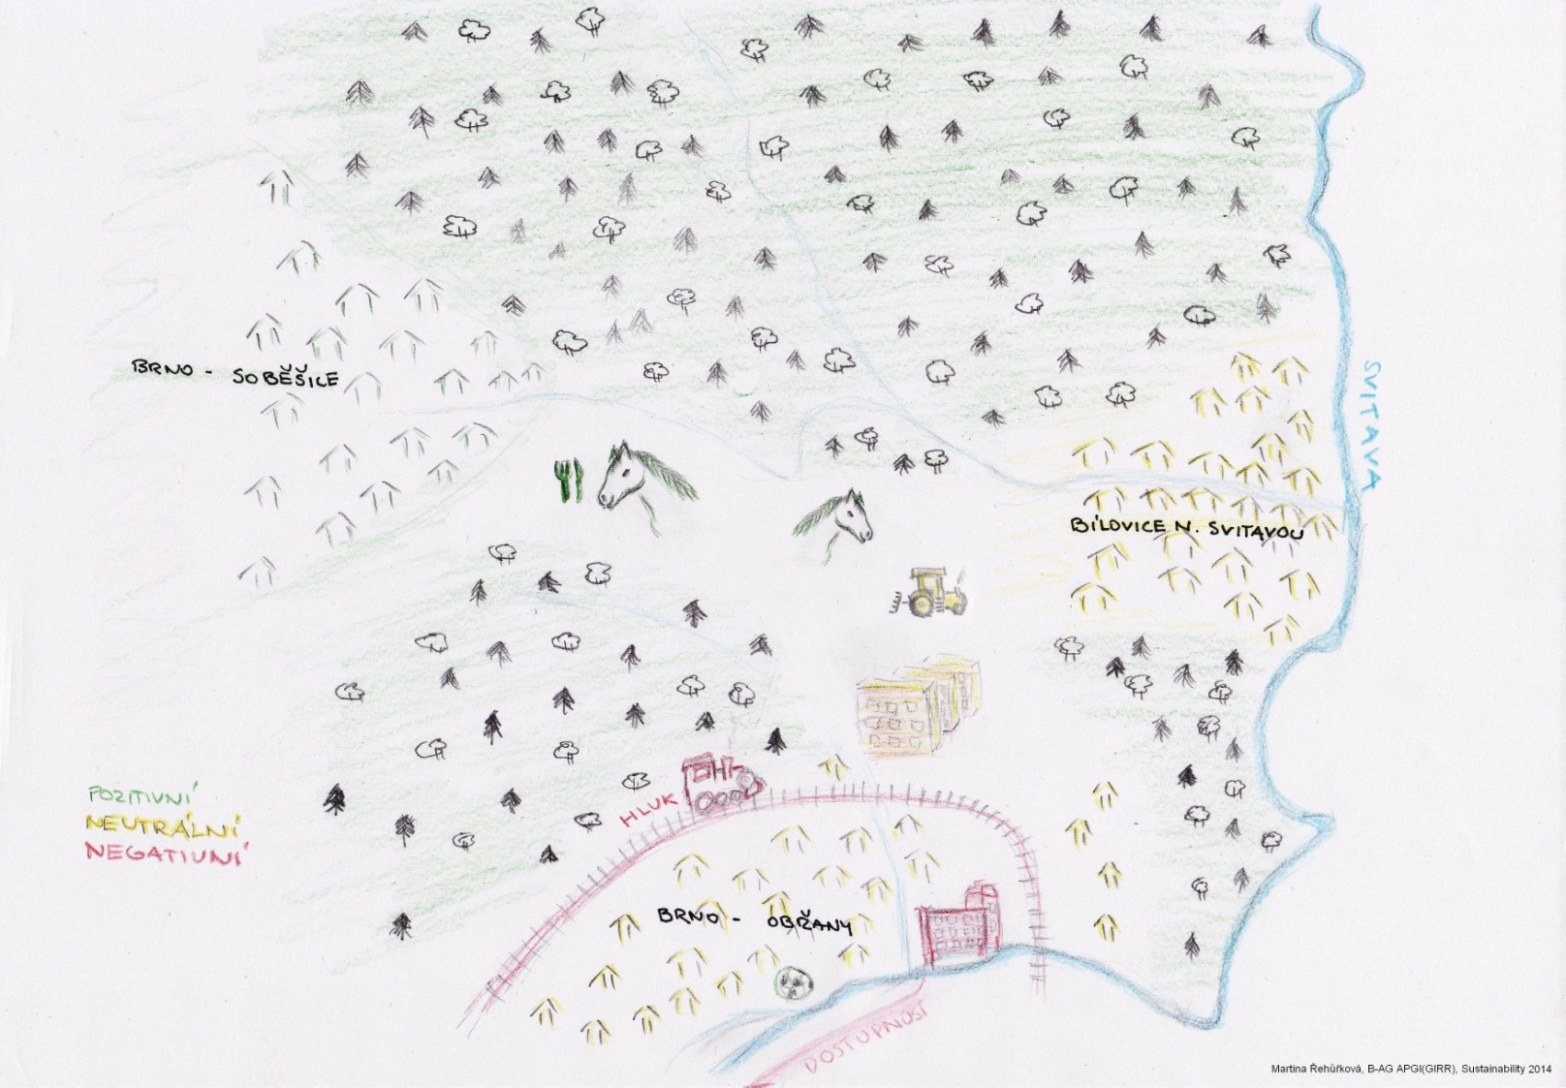 BRNO - SOBĚŠICE
SVITAVA
BÍLOVICE N. SVITAVOU
POZITIVNÍ
NEUTRÁLNÍ
NEGATIVNÍ
HLUK
BRNO - OBŘANY
DOSTUPNOST
Martina Řehůřková, B-AG APGI(GIRR), Sustainability 2014